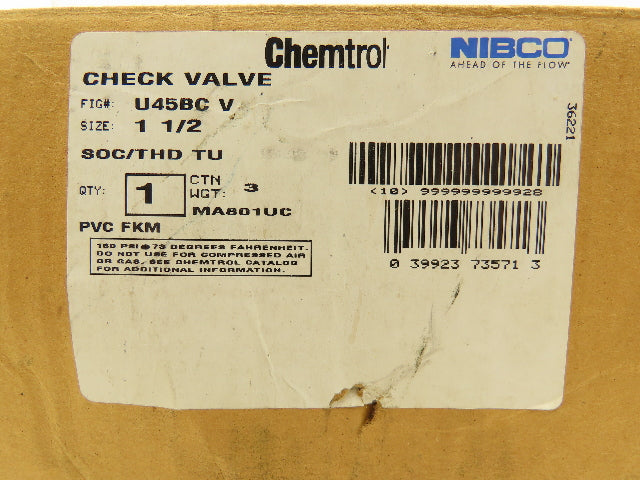 Chemtrol NIBCO
AHEAD OF THE FLOW
CHECK VALVE
FIG#: U45BC V
SIZE: 1 1/2
36221
SOC/THD TU
QTY: 1 CTN WGT: 3
MA801UC
(10) 999999999928
PVC FKM
150 PSI @ 73 DEGREES FAHRENHEIT.
DO NOT USE FOR COMPRESSED AIR
OR GAS, SEE CHEMTROL CATALOG
FOR ADDITIONAL INFORMATION.
0 39923 73571 3